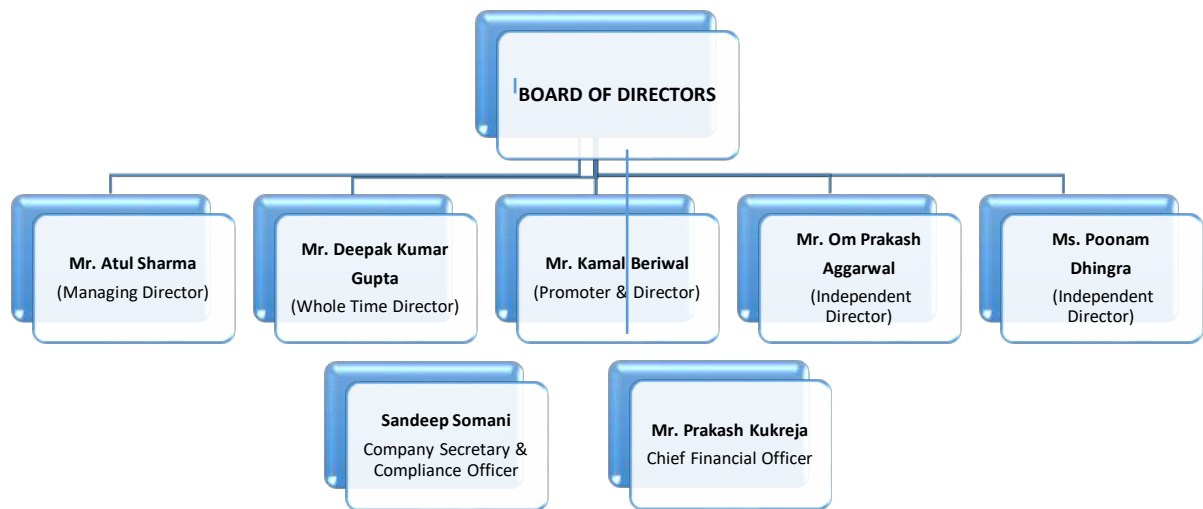 BOARD OF DIRECTORS
Mr. Atul Sharma
(Managing Director)
Mr. Deepak Kumar
Gupta
(Whole Time Director)
Mr. Kamal Beriwal
(Promoter & Director)
Mr. Om Prakash
Aggarwal
(Independent
Director)
Ms. Poonam
Dhingra
(Independent
Director)
Sandeep Somani
Company Secretary &
Compliance Officer
Mr. Prakash Kukreja
Chief Financial Officer